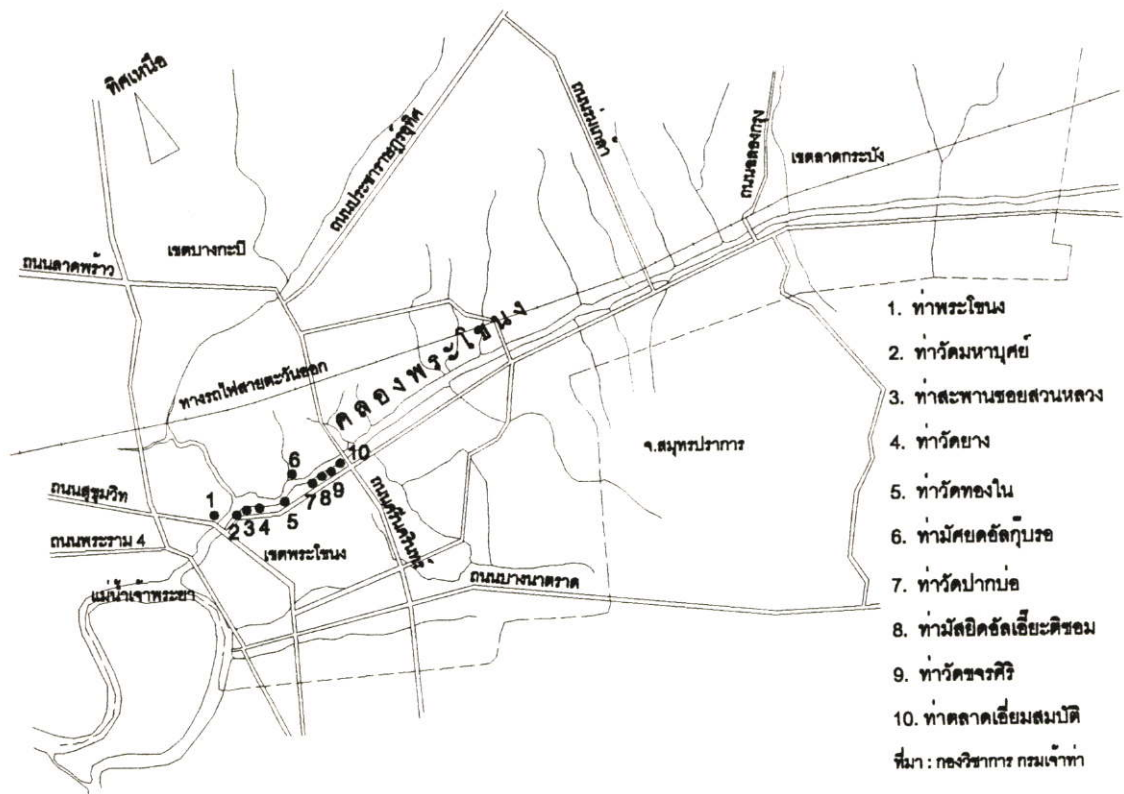 ทิศเหนือ
ถนนประชาราษฎร์อุทิศ
ถนนร่มเกล้า
ถนนฉลองกรุง
เขตลาดกระบัง
เขตบางกะปิ
ถนนลาดพร้าว
ทางรถไฟสายตะวันออก
คลองพระโขนง
จ.สมุทรปราการ
ถนนสุขุมวิท
ถนนพระราม 4
เขตพระโขนง
ถนนศรีนครินทร์
ถนนบางนาตราด
แม่น้ำเจ้าพระยา
1
2
3
4
5
6
7
8
9
10
1. ท่าพระโขนง
2. ท่าวัดมหาบุศย์
3. ท่าสะพานซอยสวนหลวง
4. ท่าวัดยาง
5. ท่าวัดทองใน
6. ท่ามัศยดอัลกุ๊บรอ
7. ท่าวัดปากบ่อ
8. ท่ามัสยิดอัลเอี๊ยะติซอม
9. ท่าวัดขจรศิริ
10. ท่าตลาดเอี่ยมสมบัติ
ที่มา : กองวิชาการ กรมเจ้าท่า